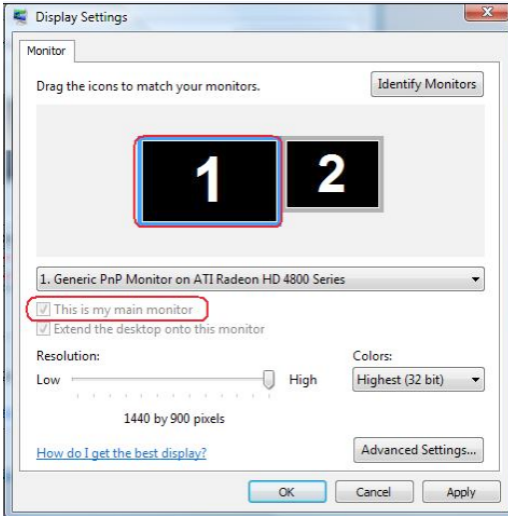 Display Settings
Monitor
Drag the icons to match your monitors.
Identify Monitors
1
2
1. Generic PnP Monitor on ATI Radeon HD 4800 Series
This is my main monitor
Extend the desktop onto this monitor
Resolution:
Colors:
Low
High
Highest (32 bit)
1440 by 900 pixels
How do I get the best display?
Advanced Settings...
OK
Cancel
Apply